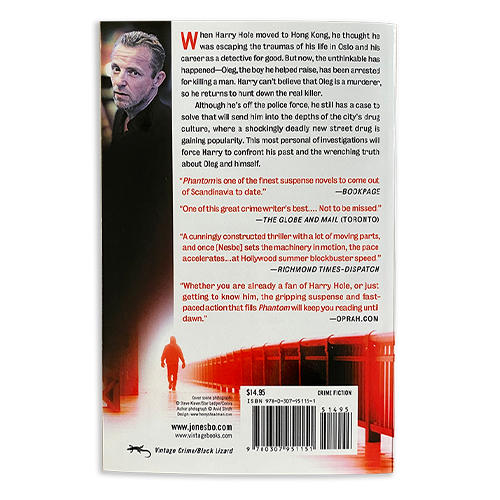 When Harry Hole moved to Hong Kong, he thought he
was escaping the traumas of his life in Oslo and his
career as a detective for good. But now, the unthinkable
has happened—Oleg, the boy he helped raise, has been arrested
for killing a man. Harry can't believe that Oleg is a murderer,
so he returns to hunt down the real killer.
Although he's off the police force, he still has a case to
solve that will send him into the depths of the city's drug
culture, where a shockingly deadly new street drug is
gaining popularity. This most personal of investigations will
force Harry to confront his past and the wrenching truth
about Oleg and himself.
"Phantom is one of the finest suspense novels to come out
of Scandinavia to date." —BOOKPAGE
"One of this great crime writer's best.... Not to be missed."
—THE GLOBE AND MAIL (TORONTO)
"A cunningly constructed thriller with a lot of moving parts,
and once [Nesbø] sets the machinery in motion, the pace
accelerates...at Hollywood summer blockbuster speed."
—RICHMOND TIMES-DISPATCH
"Whether you are already a fan of Harry Hole, or just
getting to know him, the gripping suspense and fast-
paced action that fills Phantom will keep you reading until
dawn." —OPRAH.COM
Cover photograph
Author photograph ©
Design:
www.jonesbo.com
www.vintagebooks.com
Vintage Crime/Black Lizard
$14.95 CRIME FICTION
ISBN 978-0-307-95115-1
51495
9 780307 951151